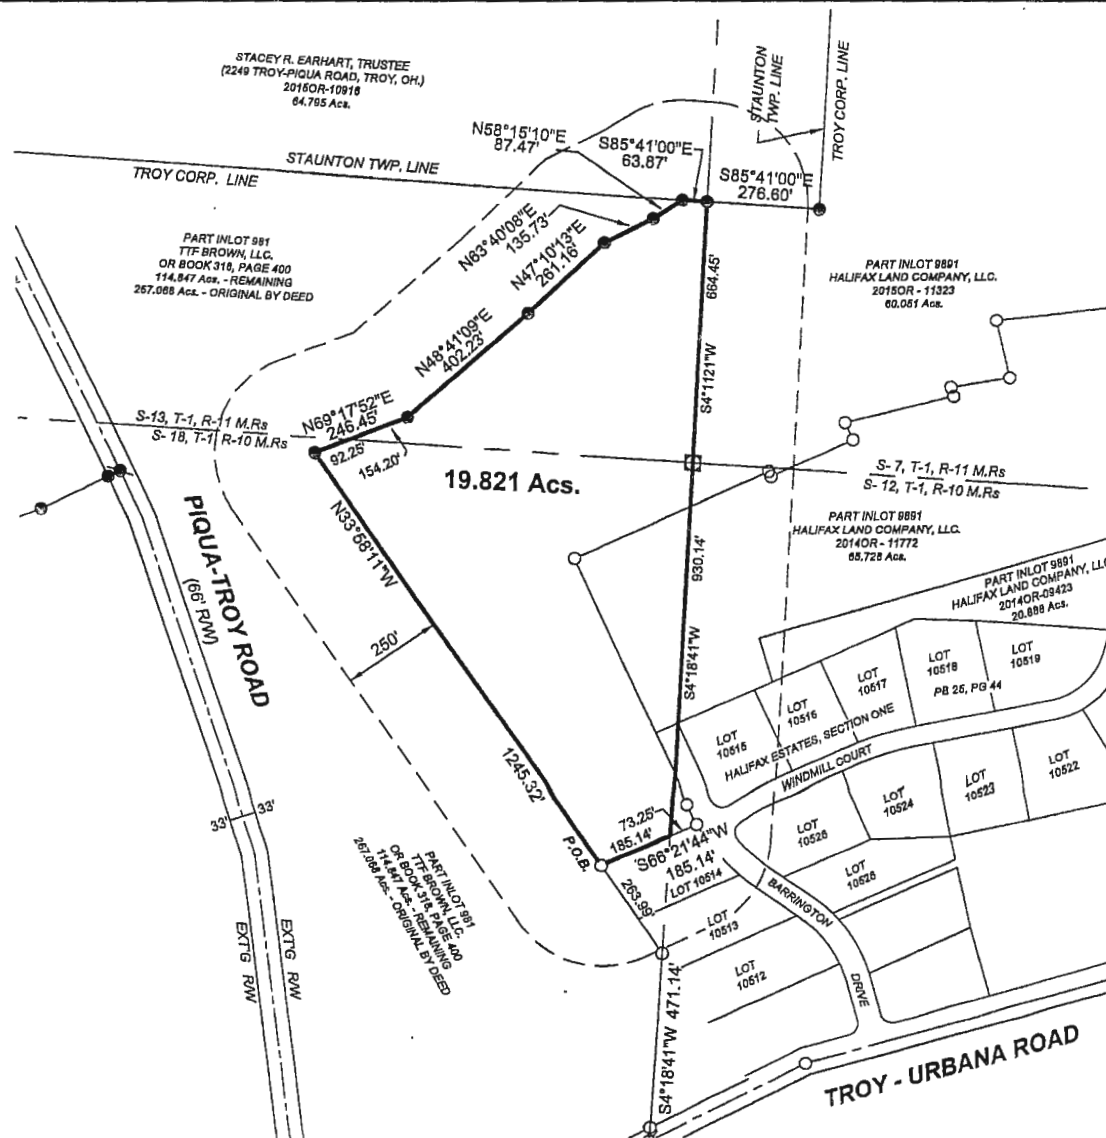 STACEY R. EARHART, TRUSTEE
(2249 TROY-PIQUA ROAD, TROY, OH.)
2015OR-10916
64.795 Acs.
STAUNTON
TWP. LINE
TROY CORP. LINE
N58°15'10"E
87.47'
S85°41'00"E
63.87'
S85°41'00"E
276.60'
STAUNTON TWP. LINE
TROY CORP. LINE
N63°40'08"E
135.73'
N47°10'13"E
261.16'
PART INLOT 981
TTF BROWN, LLC.
OR BOOK 318, PAGE 400
114.847 Acs. - REMAINING
257.068 Acs. - ORIGINAL BY DEED
PART INLOT 9891
HALIFAX LAND COMPANY, LLC.
2015OR - 11323
60.051 Acs.
664.45'
S4°1121"W
N48°41'09"E
402.23'
N69°17'52"E
246.45'
92.25'
154.20'
S-13, T-1, R-11 M.Rs
S- 18, T-1, R-10 M.Rs
19.821 Acs.
S- 7, T-1, R-11 M.Rs
S- 12, T-1, R-10 M.Rs
PART INLOT 9891
HALIFAX LAND COMPANY, LLC.
2014OR - 11772
65.728 Acs.
PIQUA-TROY ROAD
(66' R/W)
N33°58'11"W
1245.32'
250'
930.14'
S4°18'41"W
PART INLOT 9891
HALIFAX LAND COMPANY, LLC
2014OR-09423
20.888 Acs.
LOT
10515
LOT
10516
LOT
10517
LOT
10518
LOT
10519
PB 25, PG 44
HALIFAX ESTATES, SECTION ONE
WINDMILL COURT
LOT
10522
LOT
10523
LOT
10524
LOT
10525
LOT
10526
33'
33'
73.25'
185.14'
S66°21'44"W
185.14'
P.O.B.
263.99'
LOT 10514
LOT
10513
LOT
10512
BARRINGTON
DRIVE
PART INLOT 981
TTF BROWN, LLC.
OR BOOK 318, PAGE 400
114.847 Acs. - REMAINING
257.068 Acs. - ORIGINAL BY DEED
EXT'G R/W
EXT'G R/W
S4°18'41"W 471.14'
TROY - URBANA ROAD